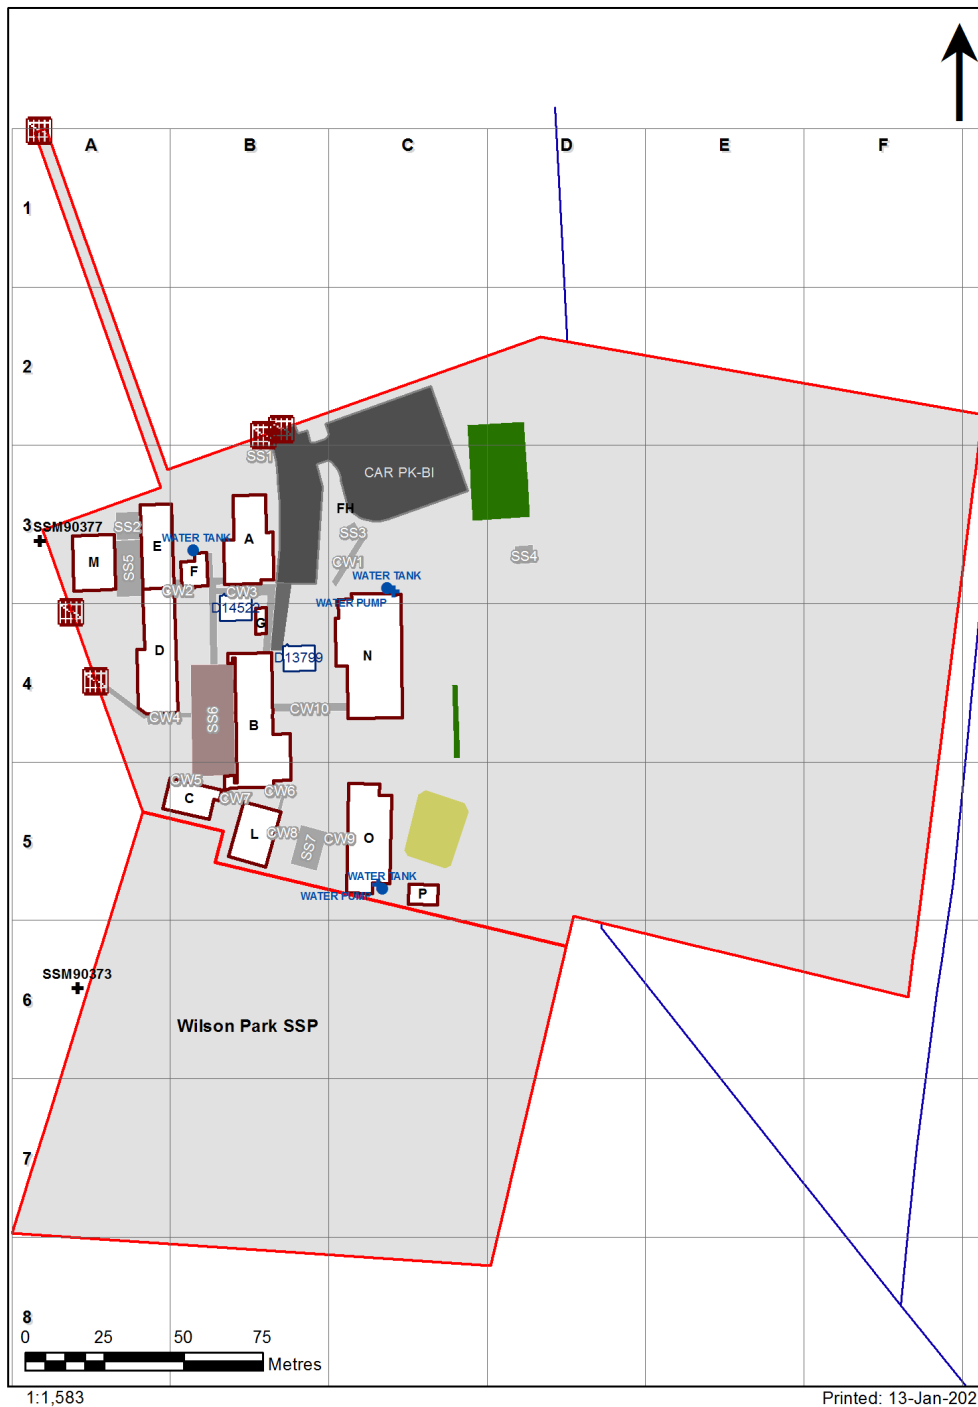 A B C D E F
1
2
SS1
CAR PK-BI
3
FH
SSM90377
SS2
SS3
WATER TANK
A
E
SS4
M
F
CW1
SS5
WATER TANK
CW2
CW3
WATER PUMP
D14522
G
D
N
D13799
4
CW10
CW4
SS6
B
CW5
CW6
C
CW7
L
CW8
SS7
CW9
O
5
WATER TANK
P
WATER PUMP
SSM90373
6
Wilson Park SSP
7
8
0 25 50 75
Metres
1:1,583
Printed: 13-Jan-202